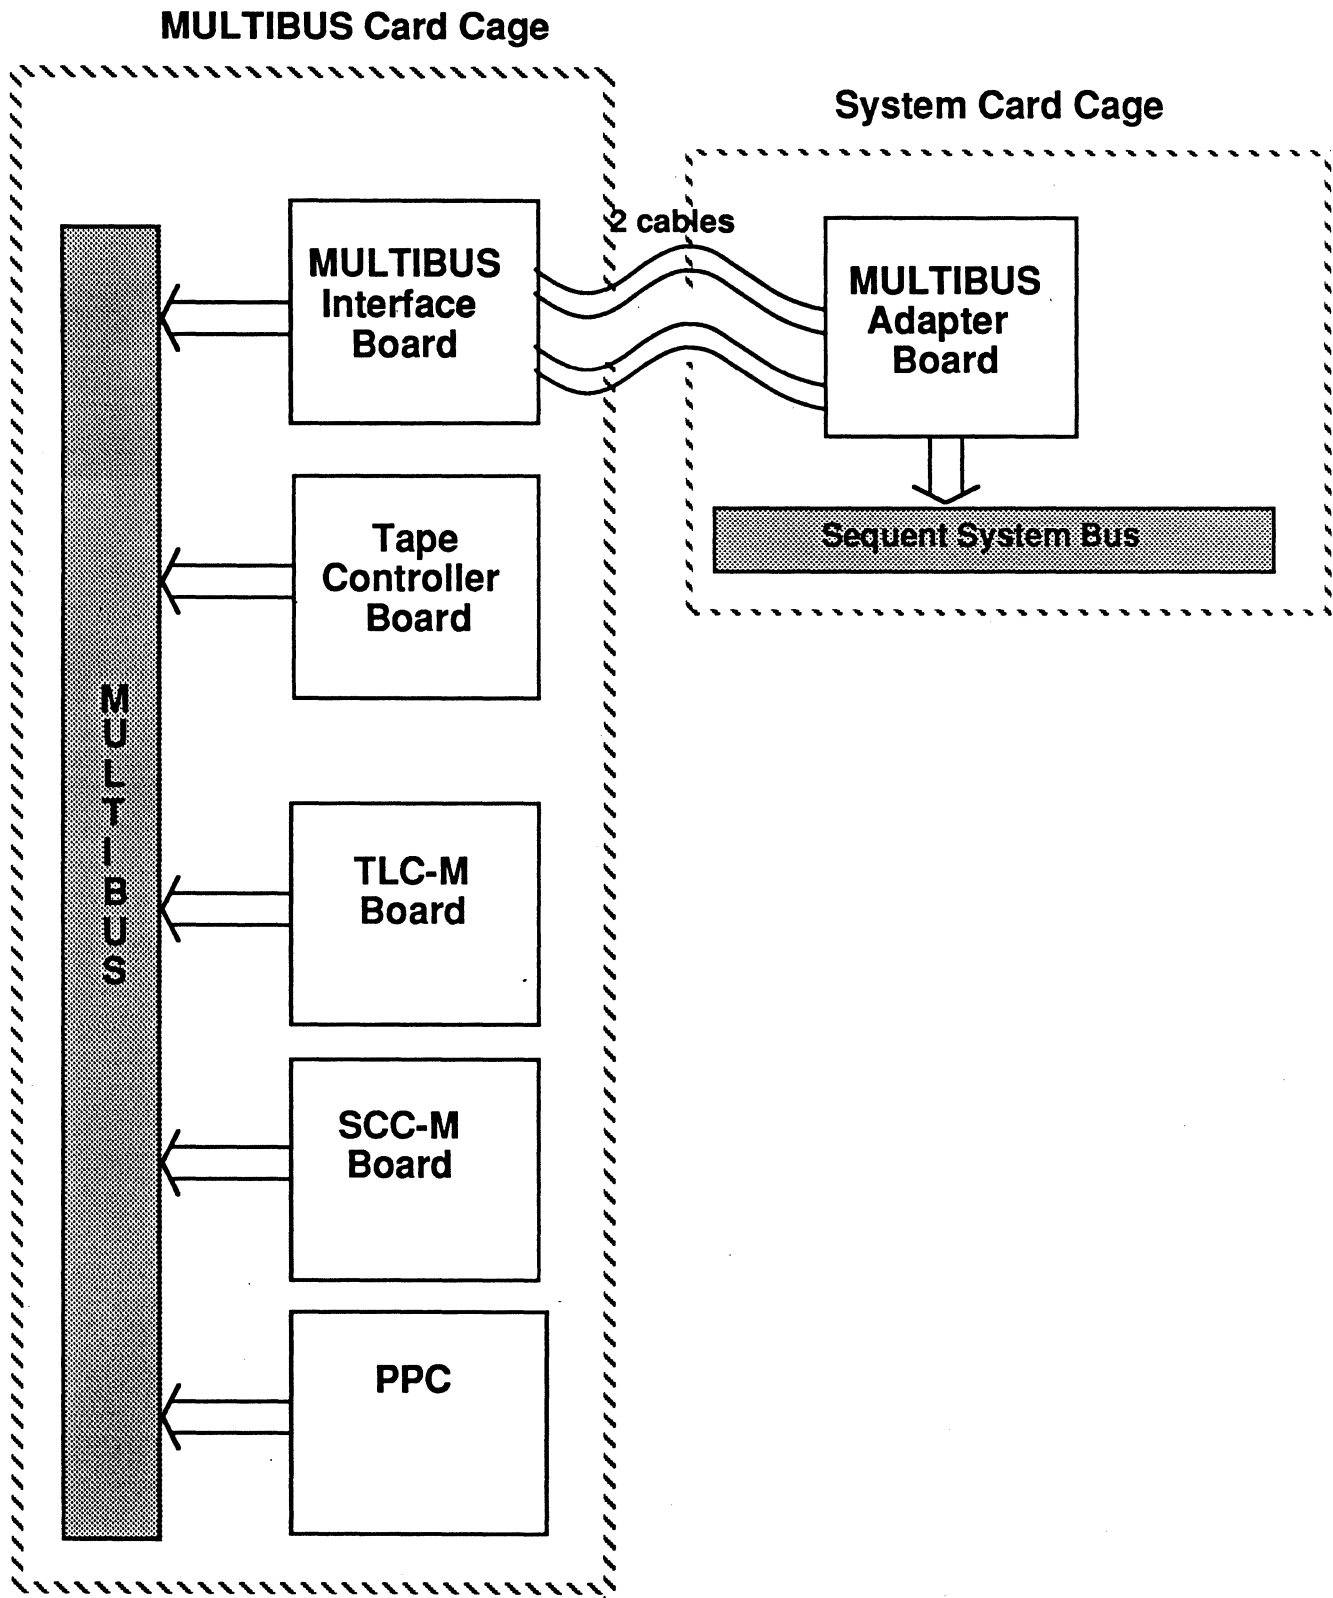 MULTIBUS Card Cage
System Card Cage
2 cables
MULTIBUS
Interface
Board
MULTIBUS
Adapter
Board
Sequent System Bus
Tape
Controller
Board
MULTIBUS
TLC-M
Board
SCC-M
Board
PPC